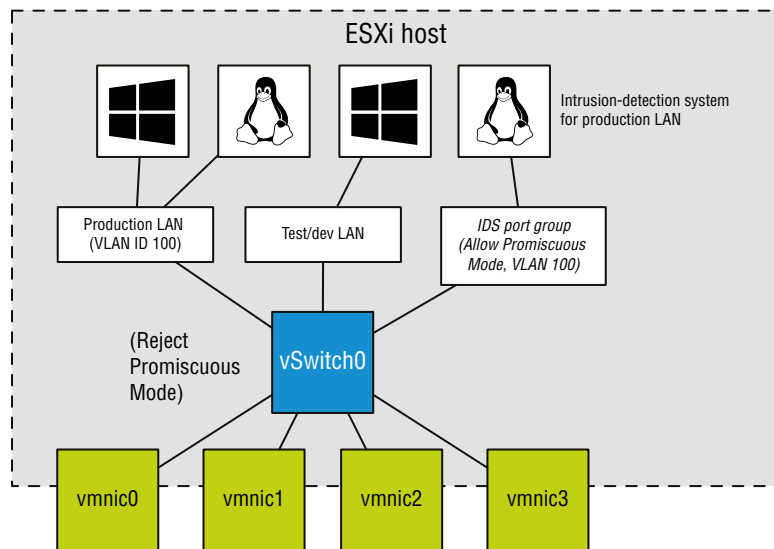 ESXi host
Intrusion-detection system
for production LAN
Production LAN
(VLAN ID 100)
Test/dev LAN
IDS port group
(Allow Promiscuous
Mode, VLAN 100)
(Reject
Promiscuous
Mode)
vSwitch0
vmnic0
vmnic1
vmnic2
vmnic3